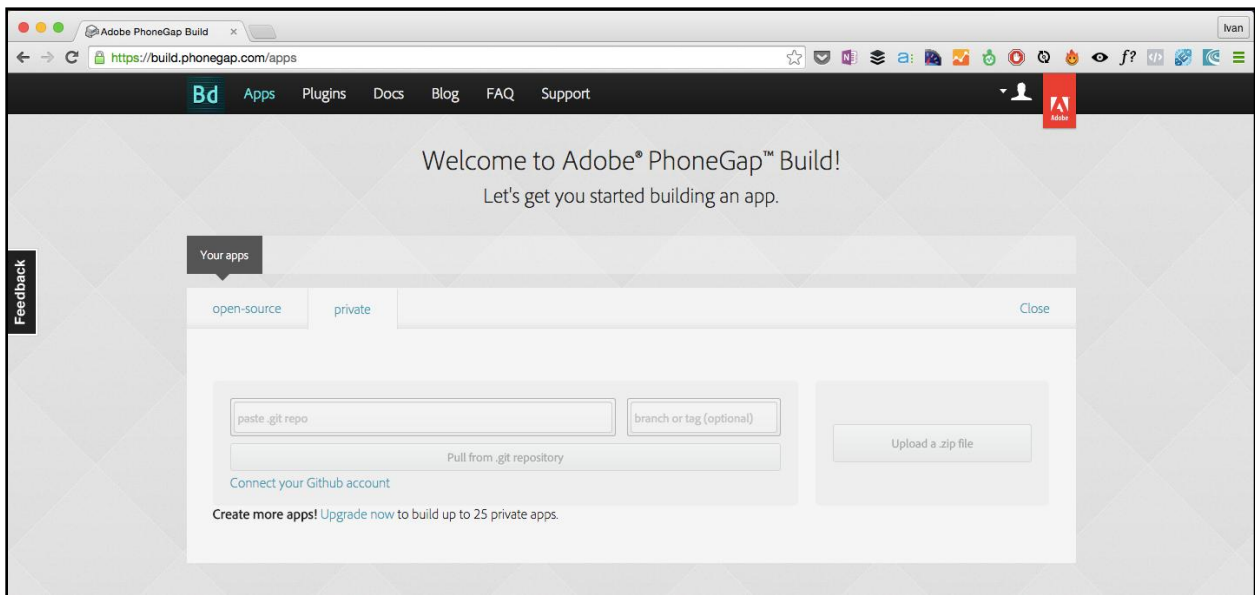 Adobe PhoneGap Build
Ivan
https://build.phonegap.com/apps
a:
f?
</>
Bd Apps Plugins Docs Blog FAQ Support
Adobe
Welcome to Adobe® PhoneGap™ Build!
Let's get you started building an app.
Feedback
Your apps
open-source private Close
paste .git repo branch or tag (optional)
Upload a .zip file
Pull from .git repository
Connect your Github account
Create more apps! Upgrade now to build up to 25 private apps.